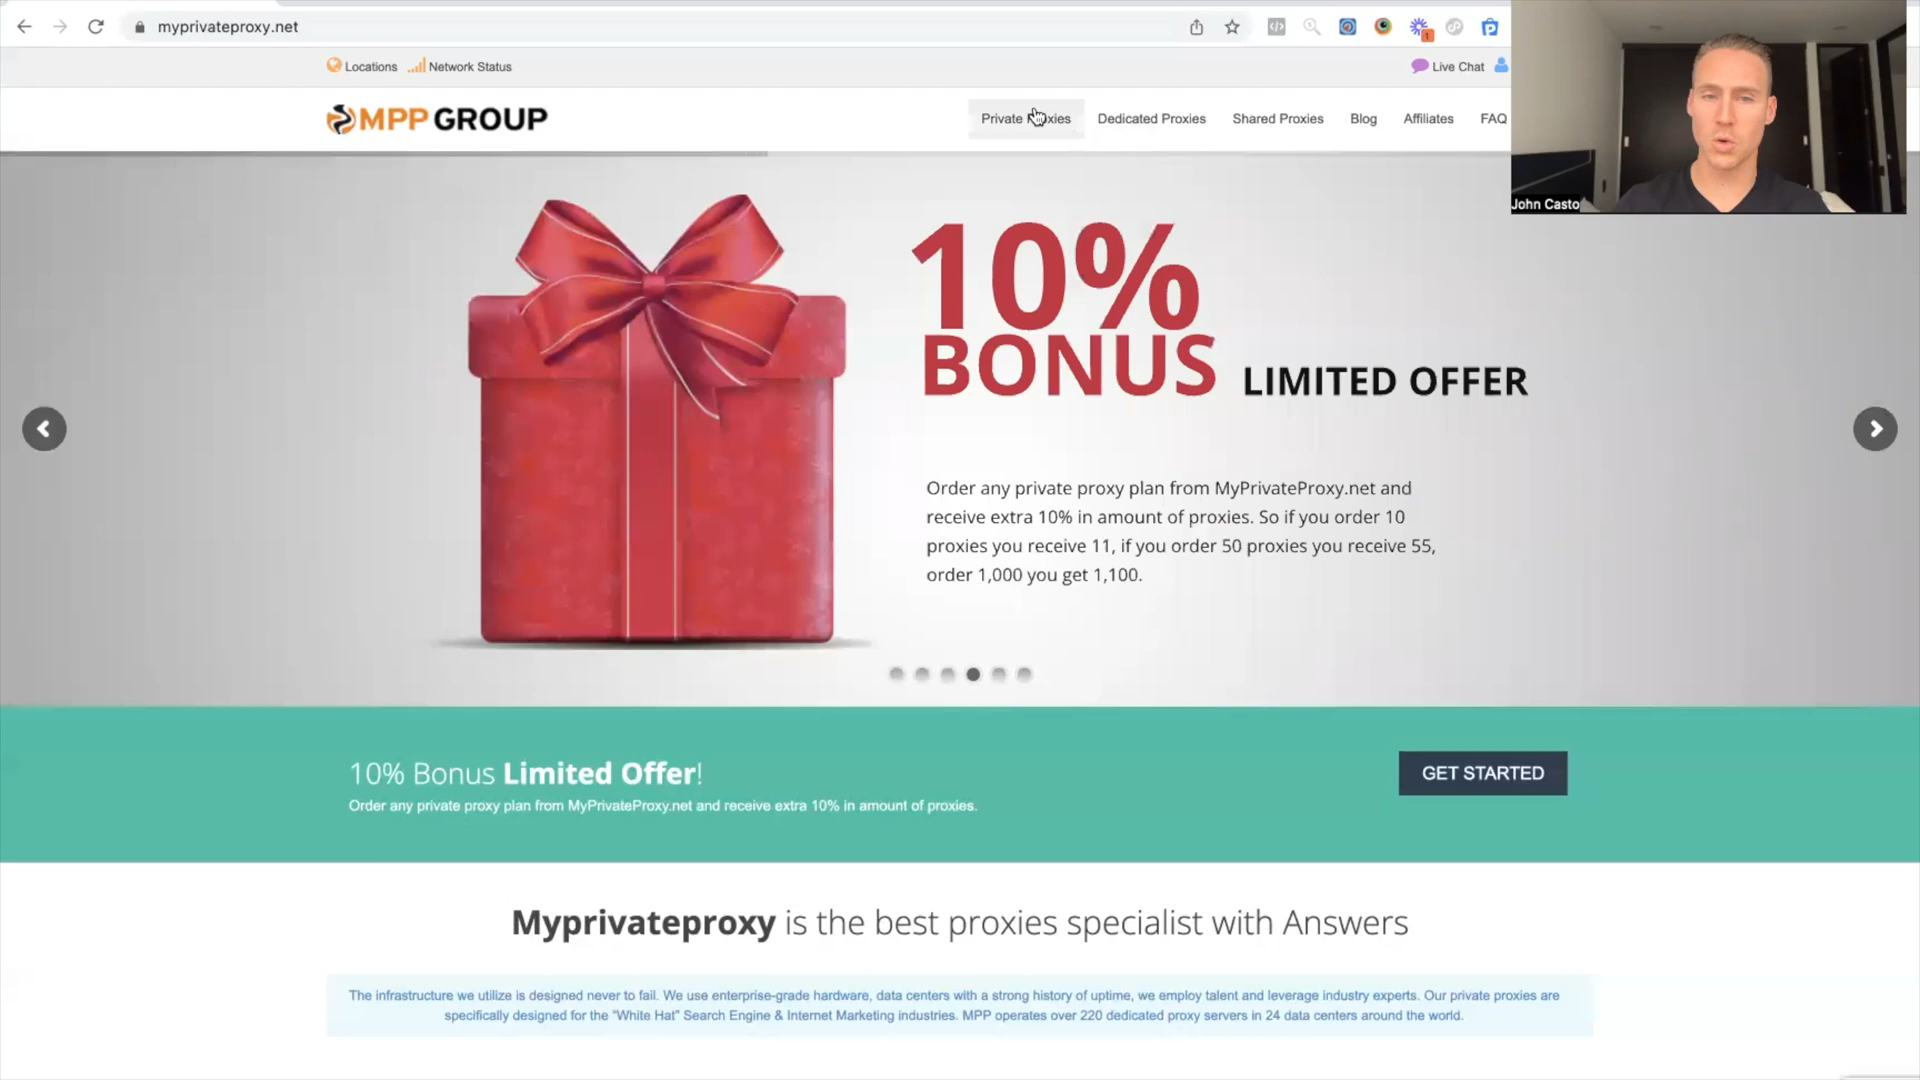 myprivateproxy.net
1
Locations Network Status Live Chat
MPP GROUP
Private Proxies Dedicated Proxies Shared Proxies Blog Affiliates FAQ
John Casto
10%
BONUS LIMITED OFFER
Order any private proxy plan from MyPrivateProxy.net and
receive extra 10% in amount of proxies. So if you order 10
proxies you receive 11, if you order 50 proxies you receive 55,
order 1,000 you get 1,100.
10% Bonus Limited Offer!
Order any private proxy plan from MyPrivateProxy.net and receive extra 10% in amount of proxies.
GET STARTED
Myprivateproxy is the best proxies specialist with Answers
The infrastructure we utilize is designed never to fail. We use enterprise-grade hardware, data centers with a strong history of uptime, we employ talent and leverage industry experts. Our private proxies are
specifically designed for the "White Hat" Search Engine & Internet Marketing industries. MPP operates over 220 dedicated proxy servers in 24 data centers around the world.